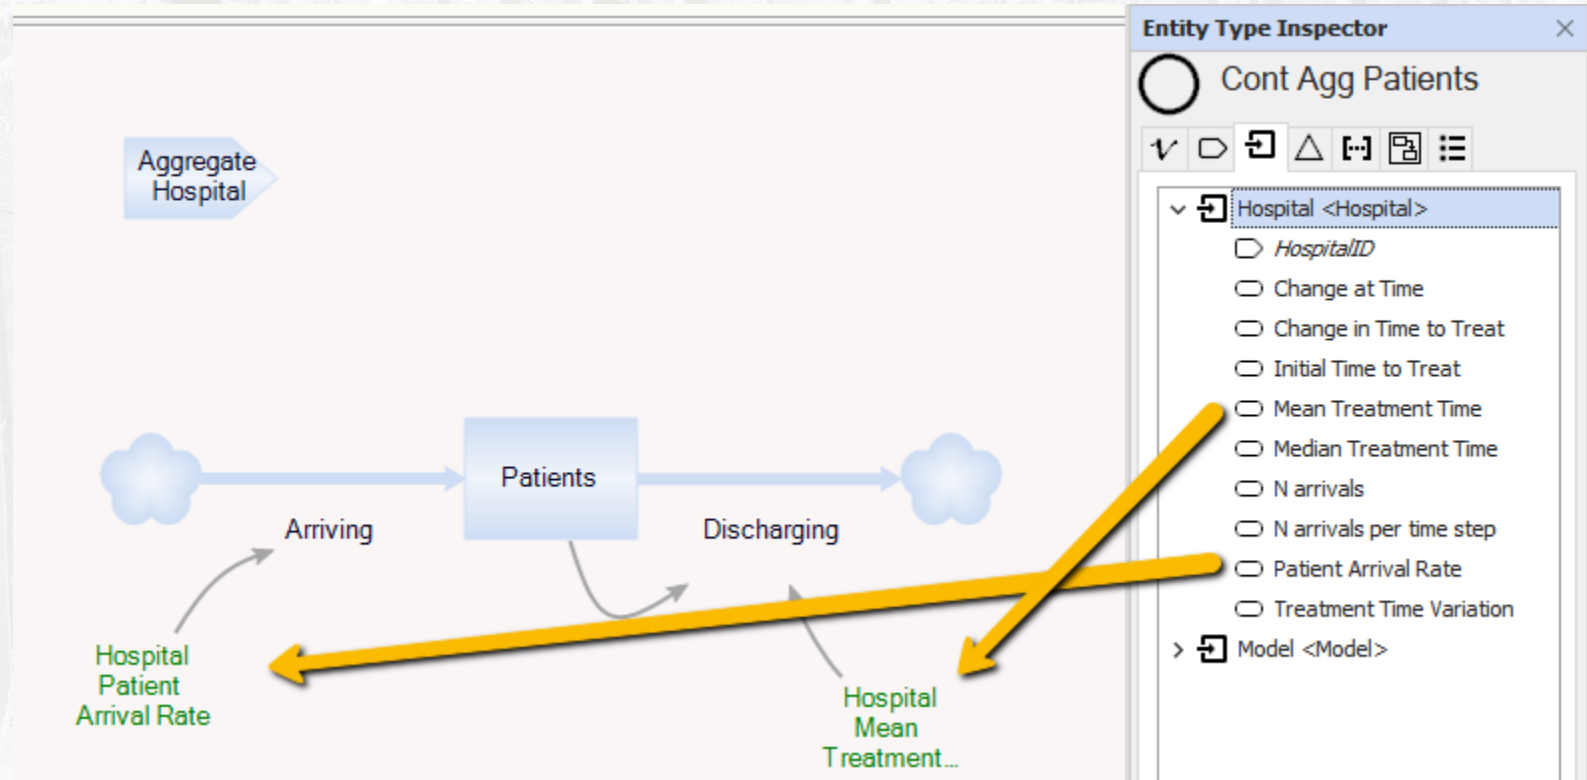 Aggregate
Hospital
Patients
Arriving
Discharging
Hospital
Patient
Arrival Rate
Hospital
Mean
Treatment...
Entity Type Inspector
Cont Agg Patients
Hospital <Hospital>
HospitalID
Change at Time
Change in Time to Treat
Initial Time to Treat
Mean Treatment Time
Median Treatment Time
N arrivals
N arrivals per time step
Patient Arrival Rate
Treatment Time Variation
Model <Model>